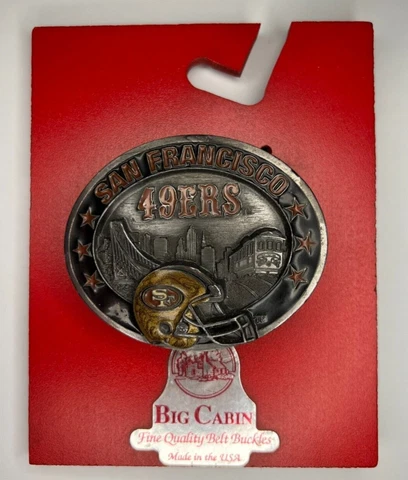 SAN FRANCISCO
49ERS
SF
BIG CABIN
Fine Quality Belt Buckles
Made in the USA